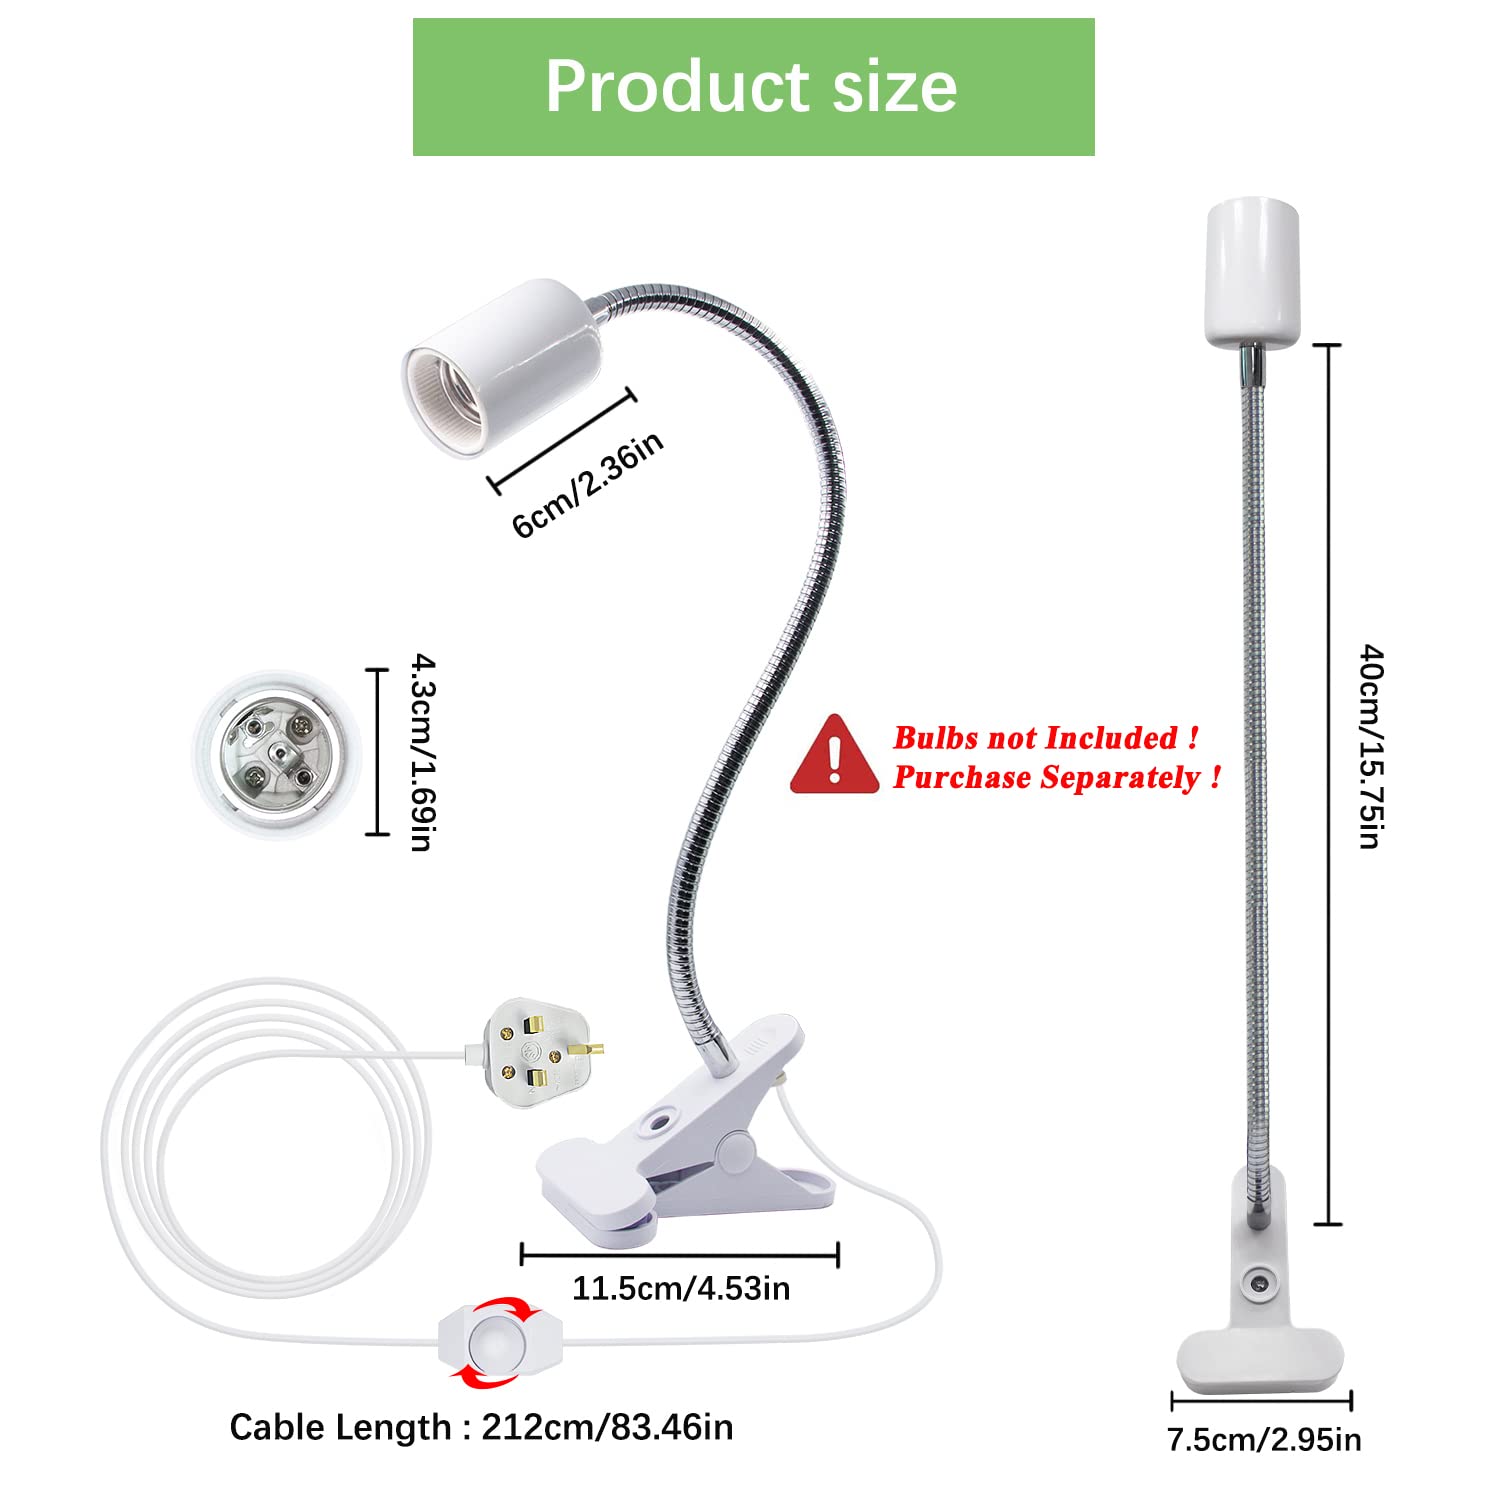 Product size
6cm/2.36in
4.3cm/1.69in
Bulbs not Included !
Purchase Separately !
40cm/15.75in
11.5cm/4.53in
Cable Length : 212cm/83.46in
7.5cm/2.95in